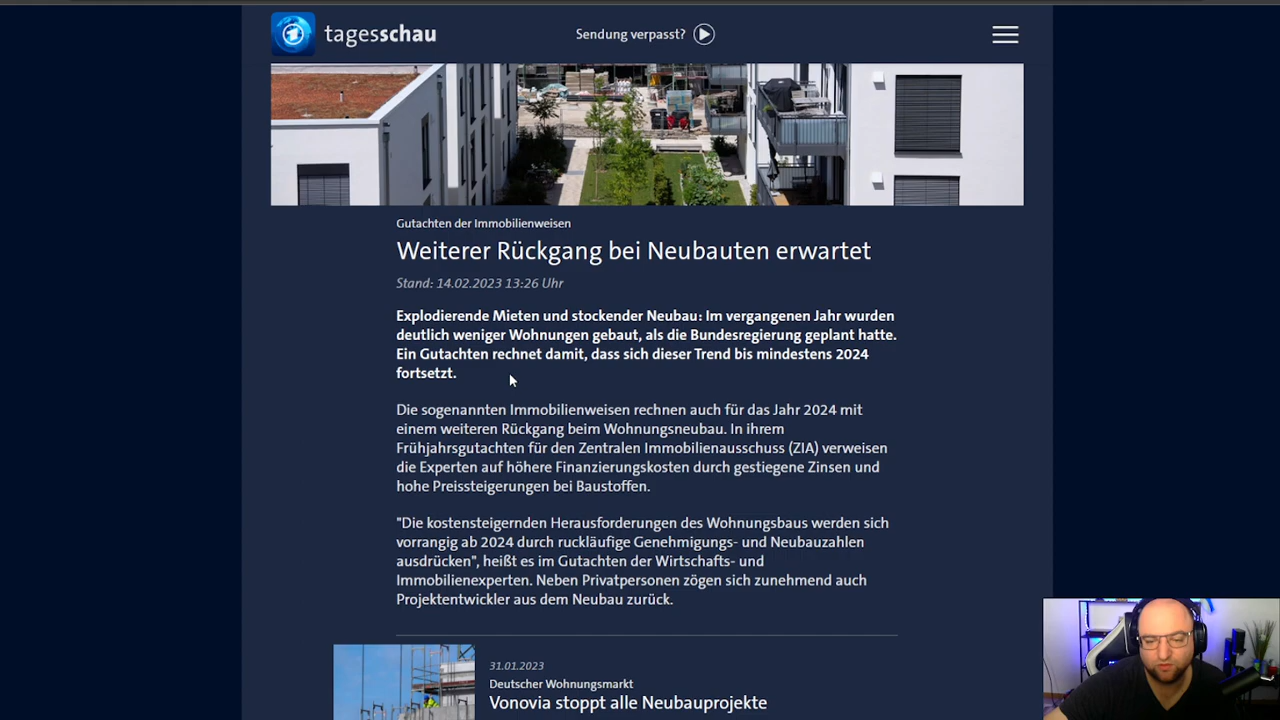 tagesschau
Sendung verpasst?
Gutachten der Immobilienweisen
Weiterer Rückgang bei Neubauten erwartet
Stand: 14.02.2023 13:26 Uhr
Explodierende Mieten und stockender Neubau: Im vergangenen Jahr wurden
deutlich weniger Wohnungen gebaut, als die Bundesregierung geplant hatte.
Ein Gutachten rechnet damit, dass sich dieser Trend bis mindestens 2024
fortsetzt.
Die sogenannten Immobilienweisen rechnen auch für das Jahr 2024 mit
einem weiteren Rückgang beim Wohnungsneubau. In ihrem
Frühjahrsgutachten für den Zentralen Immobilienausschuss (ZIA) verweisen
die Experten auf höhere Finanzierungskosten durch gestiegene Zinsen und
hohe Preissteigerungen bei Baustoffen.
"Die kostensteigernden Herausforderungen des Wohnungsbaus werden sich
vorrangig ab 2024 durch ruckläufige Genehmigungs- und Neubauzahlen
ausdrücken", heißt es im Gutachten der Wirtschafts- und
Immobilienexperten. Neben Privatpersonen zögen sich zunehmend auch
Projektentwickler aus dem Neubau zurück.
31.01.2023
Deutscher Wohnungsmarkt
Vonovia stoppt alle Neubauprojekte